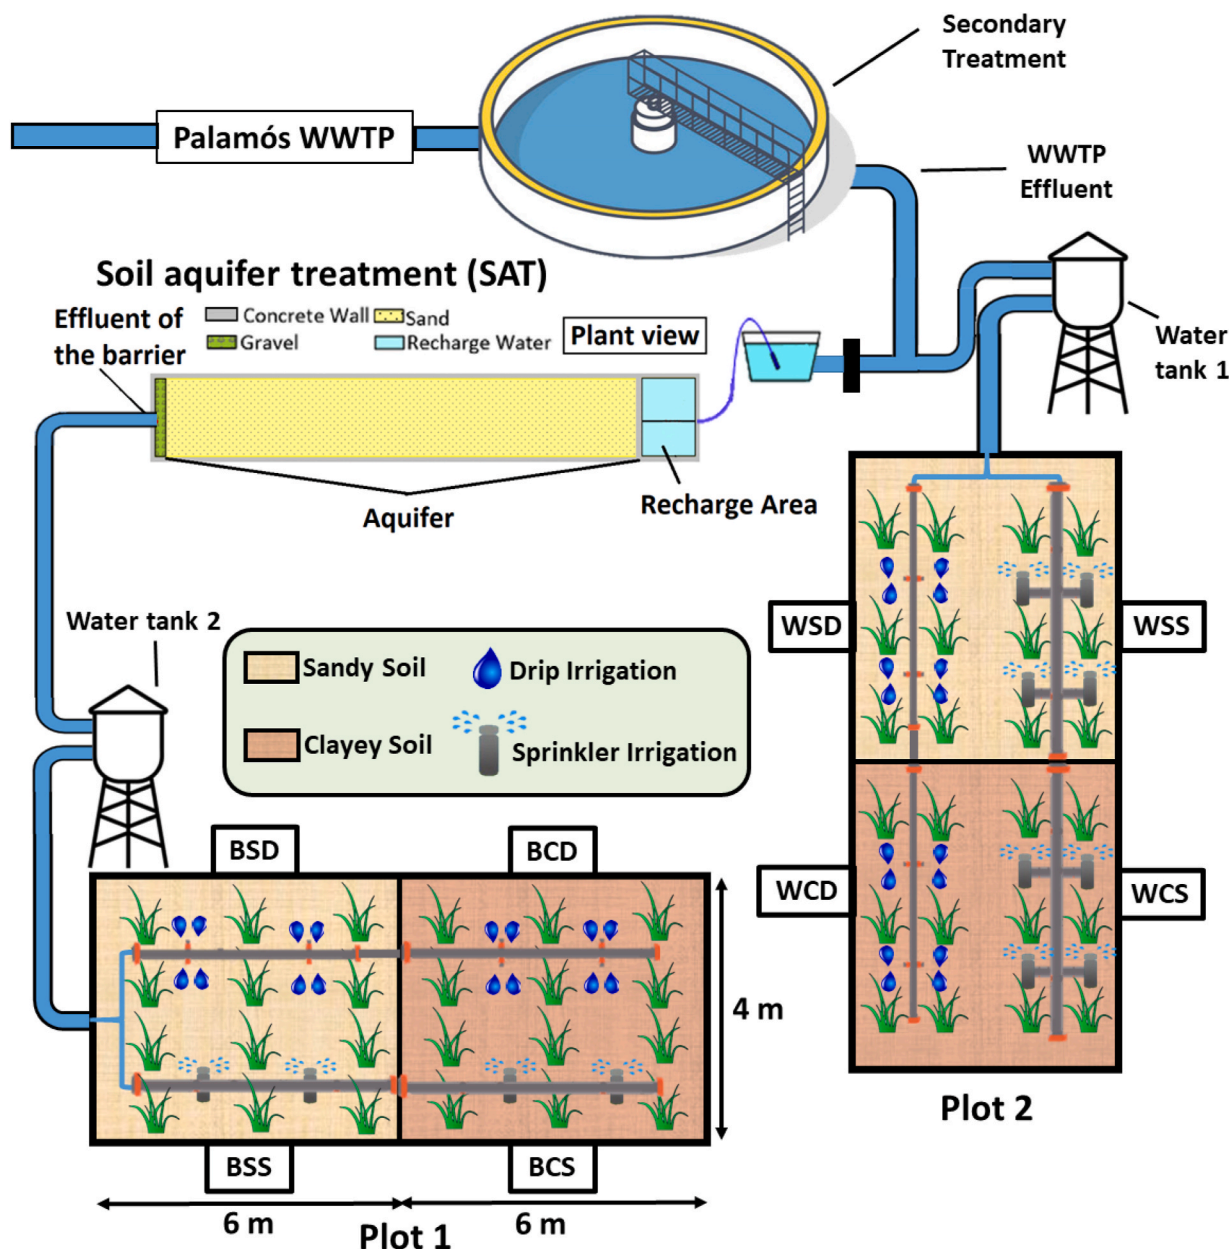 Secondary
Treatment
Palamós WWTP
WWTP
Effluent
Soil aquifer treatment (SAT)
Concrete Wall
Sand
Gravel
Recharge Water
Plant view
Effluent of
the barrier
Water
tank 1
Aquifer
Recharge Area
Water tank 2
WSD
WSS
Sandy Soil
Drip Irrigation
Clayey Soil
Sprinkler Irrigation
BSD
BCD
WCD
WCS
4 m
Plot 2
BSS
BCS
6 m
6 m
Plot 1